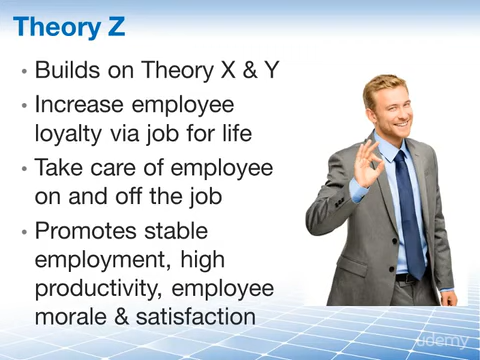 Theory Z
• Builds on Theory X & Y
• Increase employee
loyalty via job for life
• Take care of employee
on and off the job
• Promotes stable
employment, high
productivity, employee
morale & satisfaction
udemy